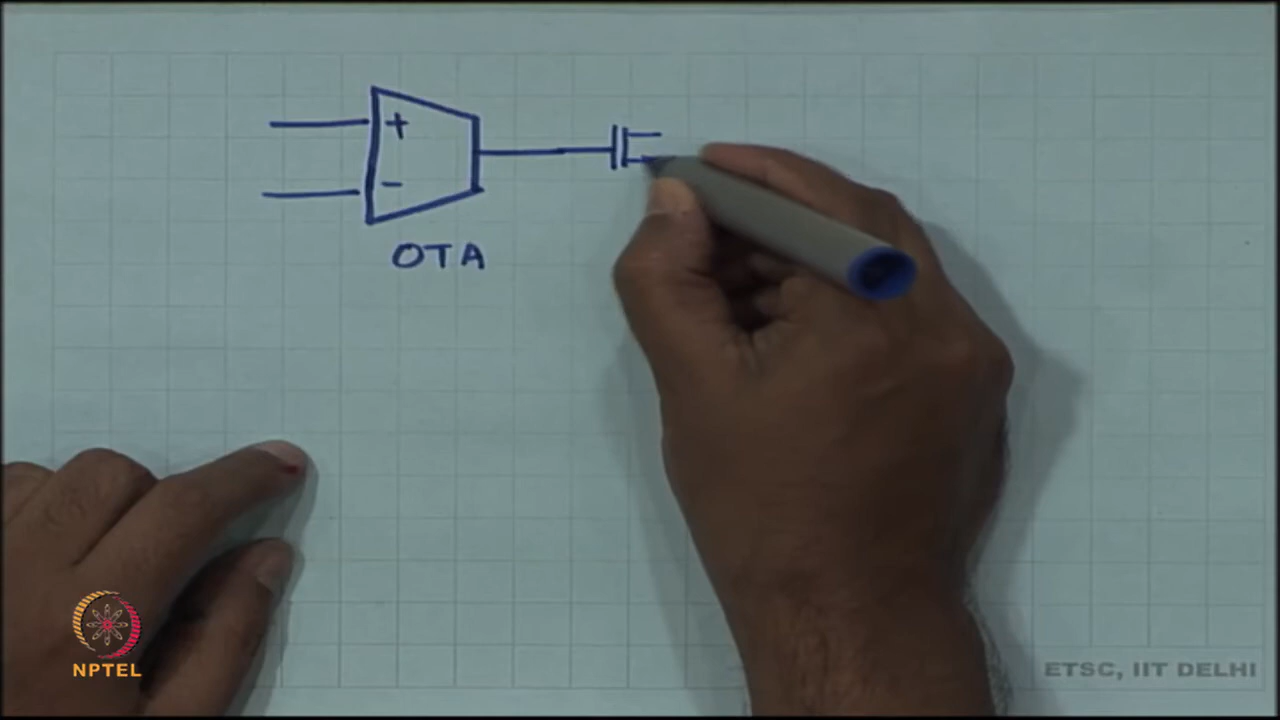 +
-
OTA
NPTEL
ETSC, IIT DELHI